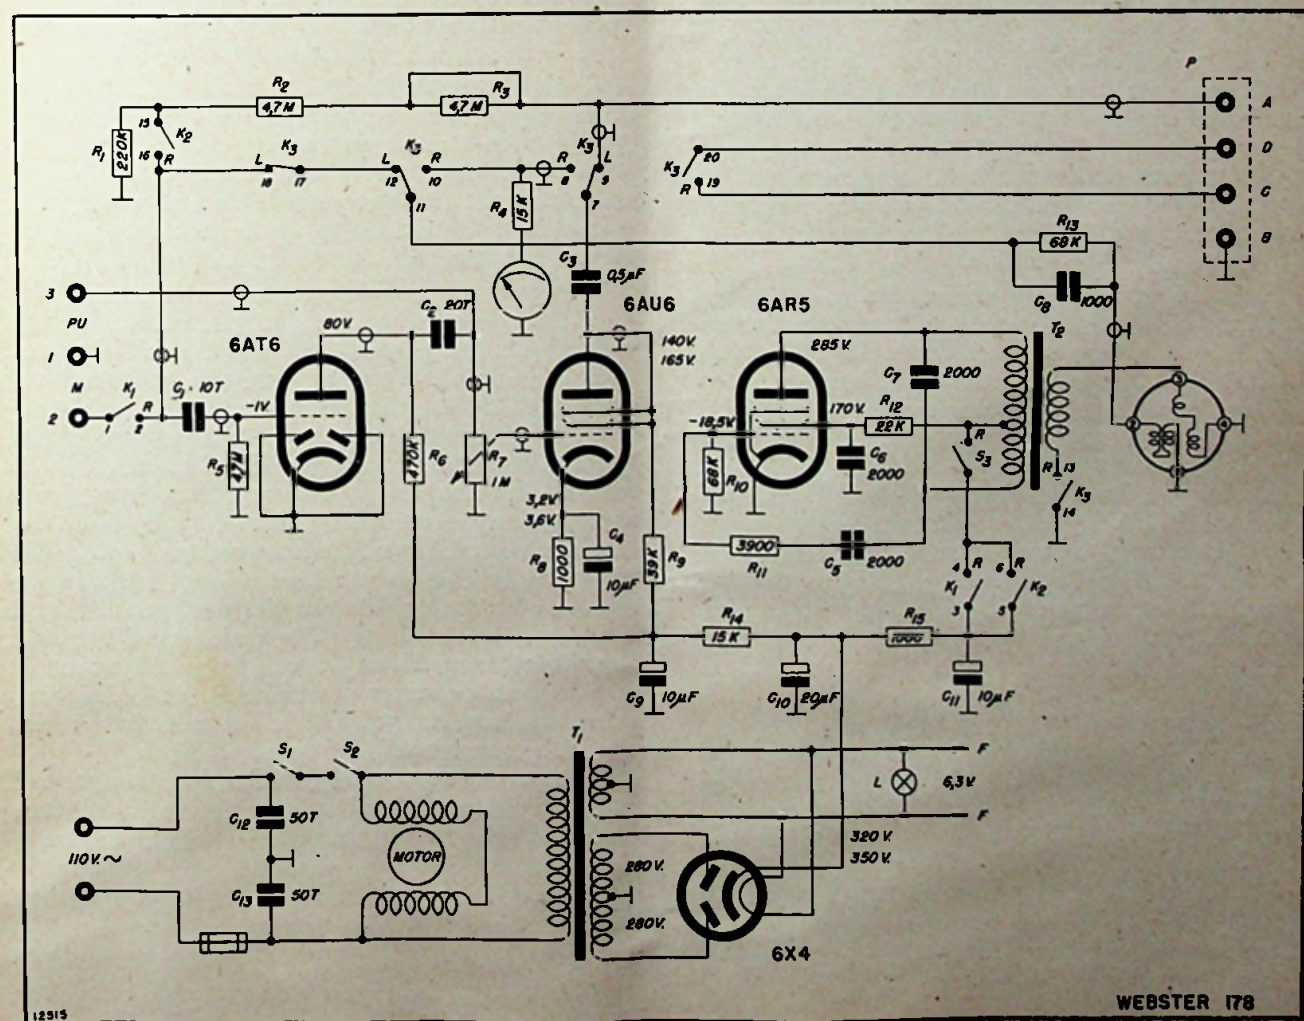 P
R2
4,7M
R3
4,7M
A
15
K2
R1
220K
16
R
L
K3
18
17
L
K3
R
12
10
11
K3
R
L
8
9
7
R4
15K
20
K3
R
19
D
C
B
R13
68K
C8
1000
C3
0,5µF
3
PU
1
M
2
K1
R
1
2
C1
10T
-1V.
6AT6
80V.
C2
20T
6AU6
140V.
165V.
6AR5
285V.
T2
C7
2000
170V.
R12
22K
-18,5V.
C6
2000
R
S3
R5
4,7M
R6
470K
R7
1M
68K
R10
3,2V.
3,6V.
R8
1000
C4
10µF
39K
R9
3900
R11
C5
2000
R
13
K3
14
1
2
4
4
R
6
R
K1
K2
3
5
R14
15K
R15
1000
C9
10µF
C10
20µF
C11
10µF
T1
S1
S2
F
C12
50T
L
6,3V.
F
110V. ~
MOTOR
C13
50T
280V.
280V.
320V.
350V.
6X4
WEBSTER 178
12515